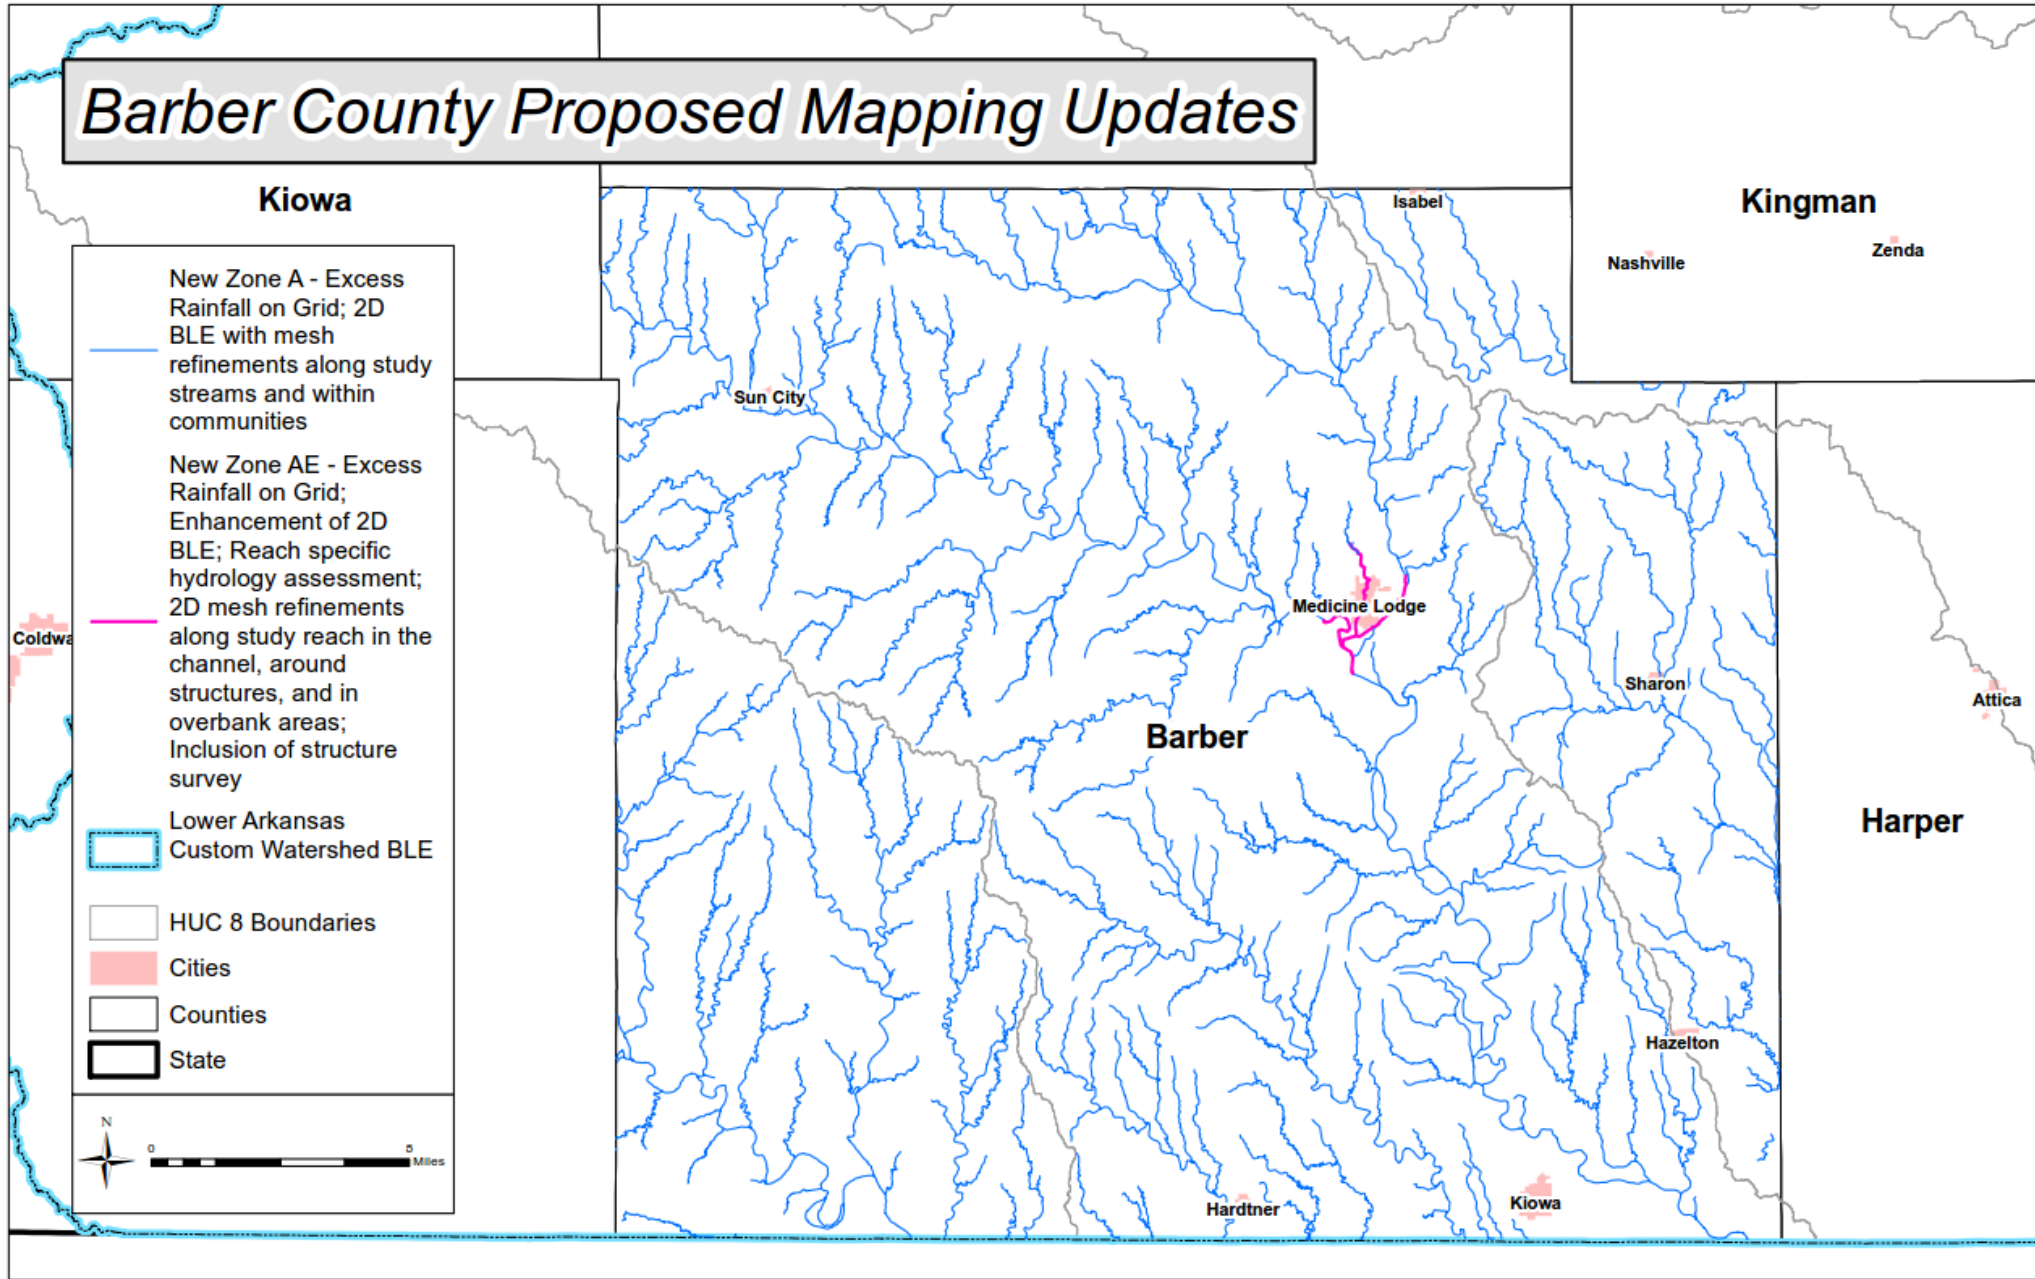 Barber County Proposed Mapping Updates
Kiowa
Kingman
Isabel
Nashville
Zenda
New Zone A - Excess
Rainfall on Grid; 2D
BLE with mesh
refinements along study
streams and within
communities
New Zone AE - Excess
Rainfall on Grid;
Enhancement of 2D
BLE; Reach specific
hydrology assessment;
2D mesh refinements
along study reach in the
channel, around
structures, and in
overbank areas;
Inclusion of structure
survey
Lower Arkansas
Custom Watershed BLE
HUC 8 Boundaries
Cities
Counties
State
N
0
5
Miles
Sun City
Coldwa
Medicine Lodge
Sharon
Attica
Barber
Harper
Hazelton
Hardtner
Kiowa